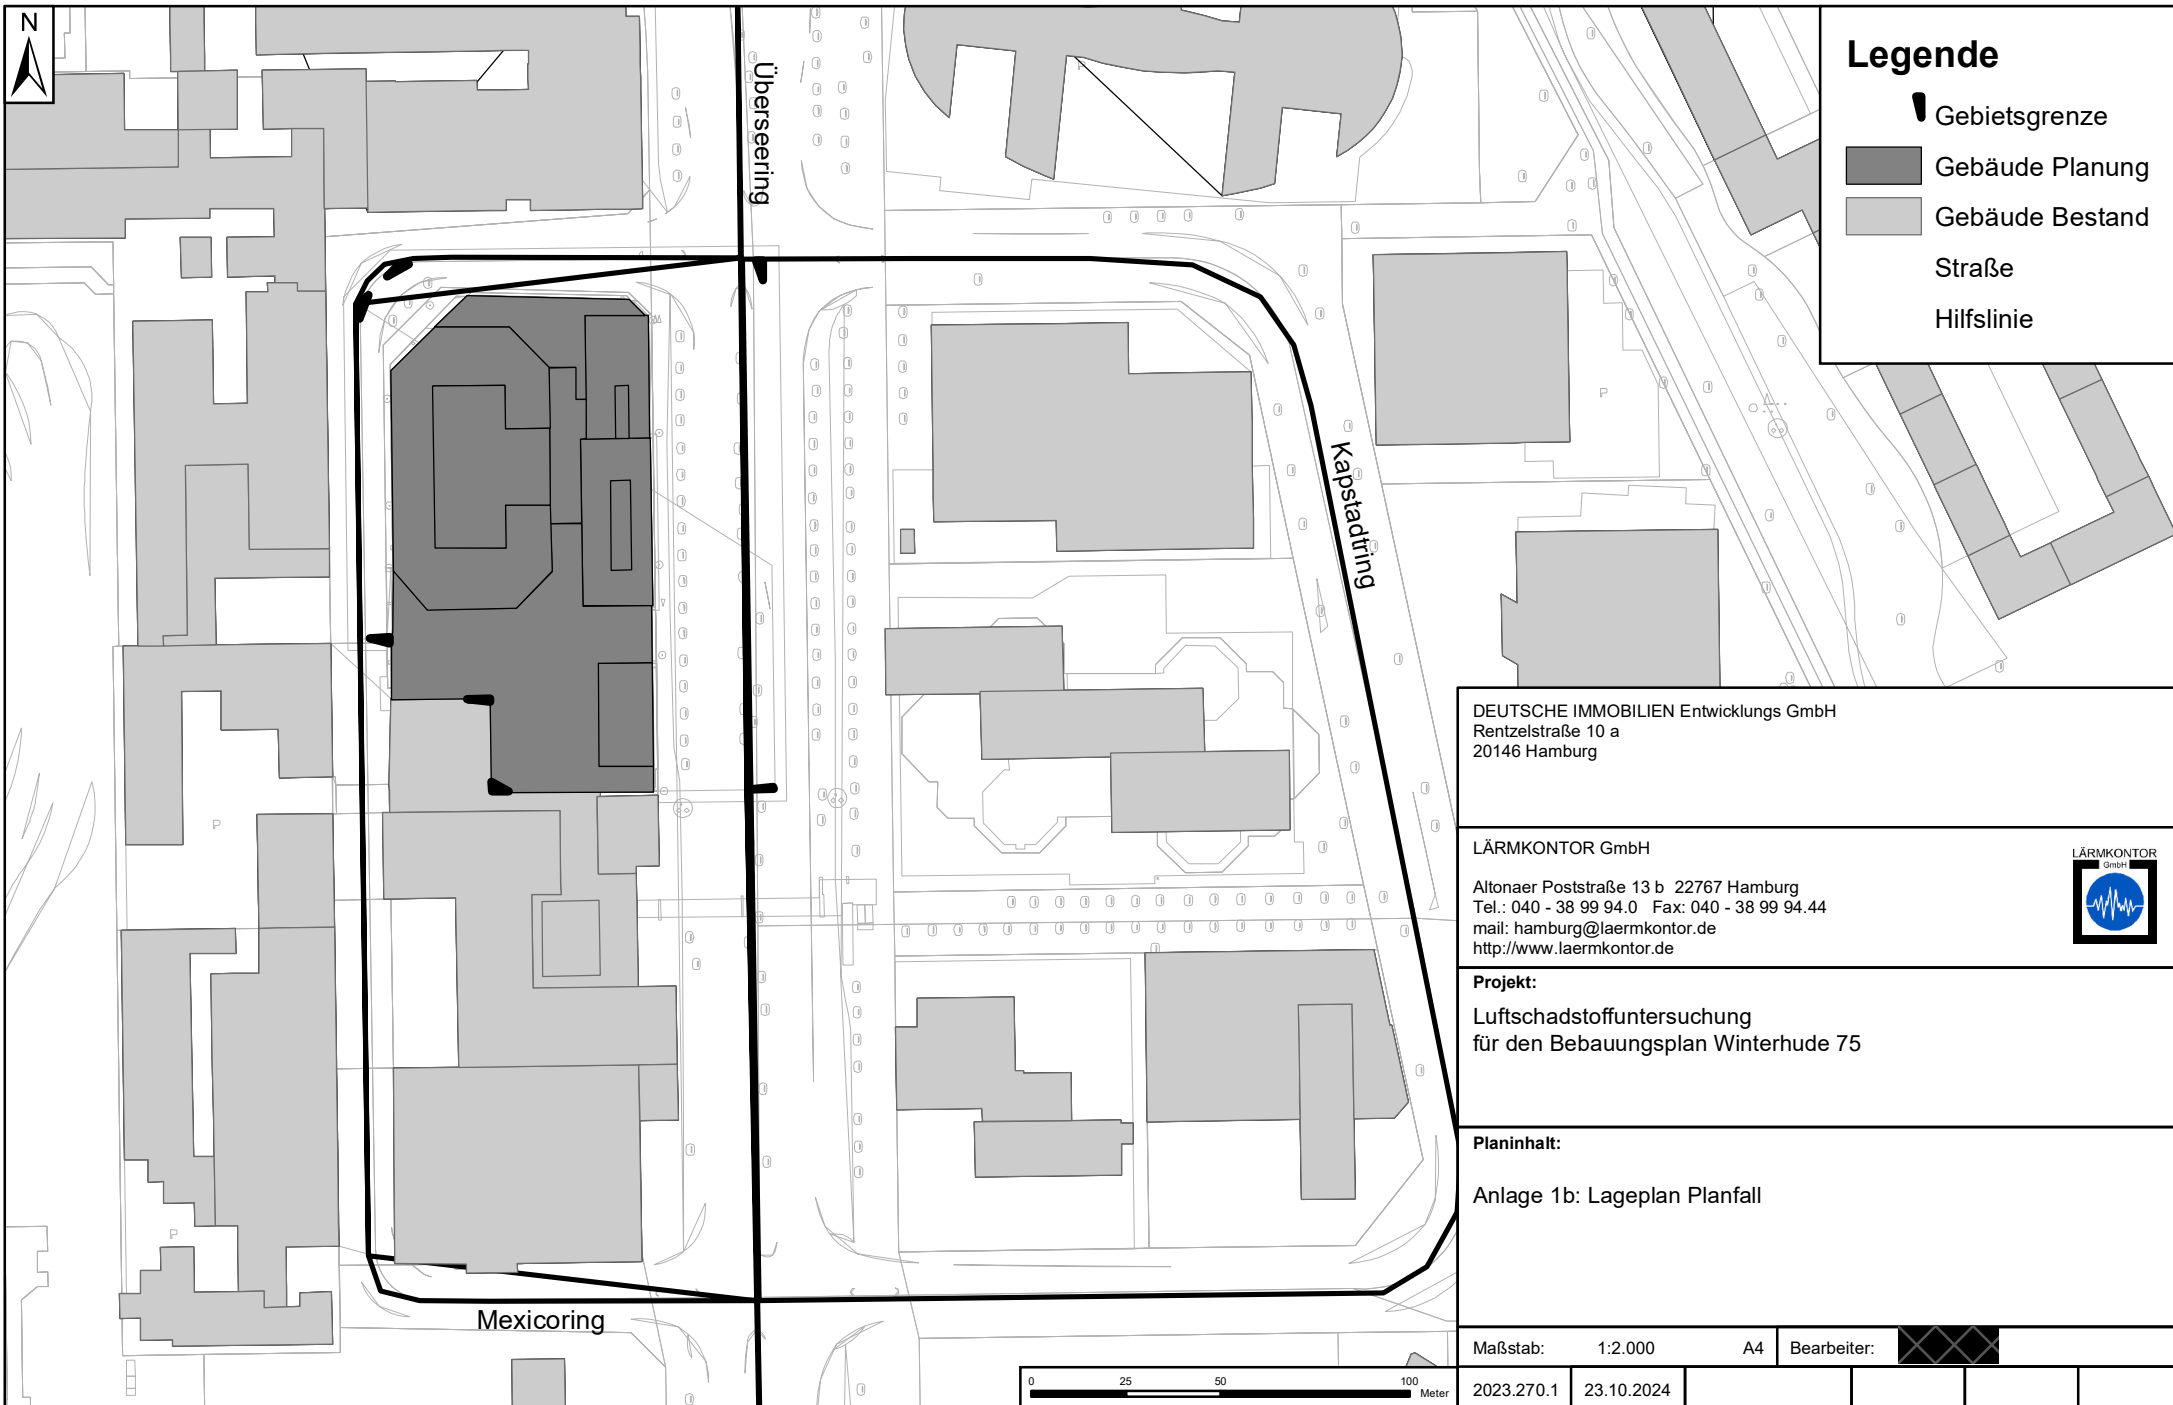 N
Überseering
Kapstadtring
Mexicoring
P
P
P
P
Legende
Gebietsgrenze
Gebäude Planung
Gebäude Bestand
Straße
Hilfslinie
DEUTSCHE IMMOBILIEN Entwicklungs GmbH
Rentzelstraße 10 a
20146 Hamburg
LÄRMKONTOR GmbH
Altonaer Poststraße 13 b 22767 Hamburg
Tel.: 040 - 38 99 94.0 Fax: 040 - 38 99 94.44
mail: hamburg@laermkontor.de
http://www.laermkontor.de
LÄRMKONTOR
GmbH
Projekt:
Luftschadstoffuntersuchung
für den Bebauungsplan Winterhude 75
Planinhalt:
Anlage 1b: Lageplan Planfall
Maßstab: 1:2.000 A4 Bearbeiter:
2023.270.1 23.10.2024
0 25 50 100
Meter